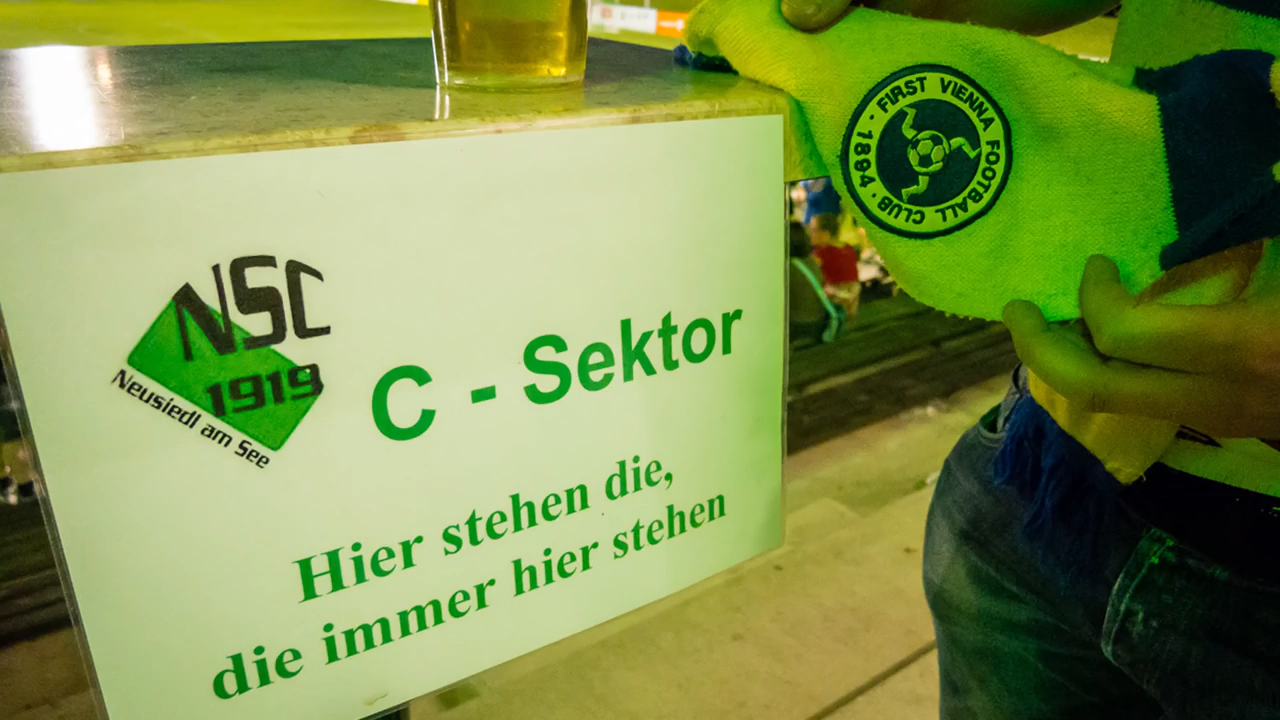 NSC
1919
Neusiedl am See
C - Sektor
Hier stehen die,
die immer hier stehen
FIRST VIENNA FOOTBALL CLUB · 1894 ·